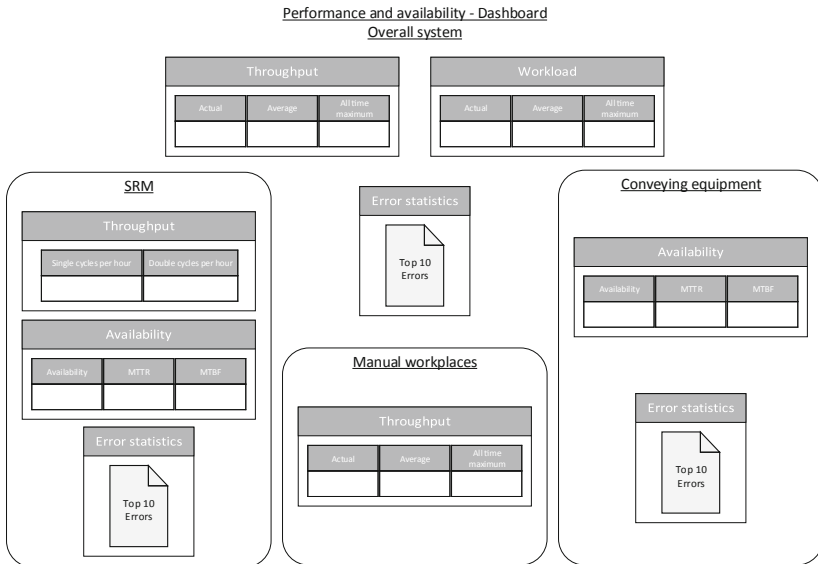 Performance and availability - Dashboard
Overall system
Throughput
Actual
Average
All time
maximum
Workload
Actual
Average
All time
maximum
SRM
Throughput
Single cycles per hour
Double cycles per hour
Availability
Availability
MTTR
MTBF
Error statistics
Top 10
Errors
Error statistics
Top 10
Errors
Manual workplaces
Throughput
Actual
Average
All time
maximum
Conveying equipment
Availability
Availability
MTTR
MTBF
Error statistics
Top 10
Errors